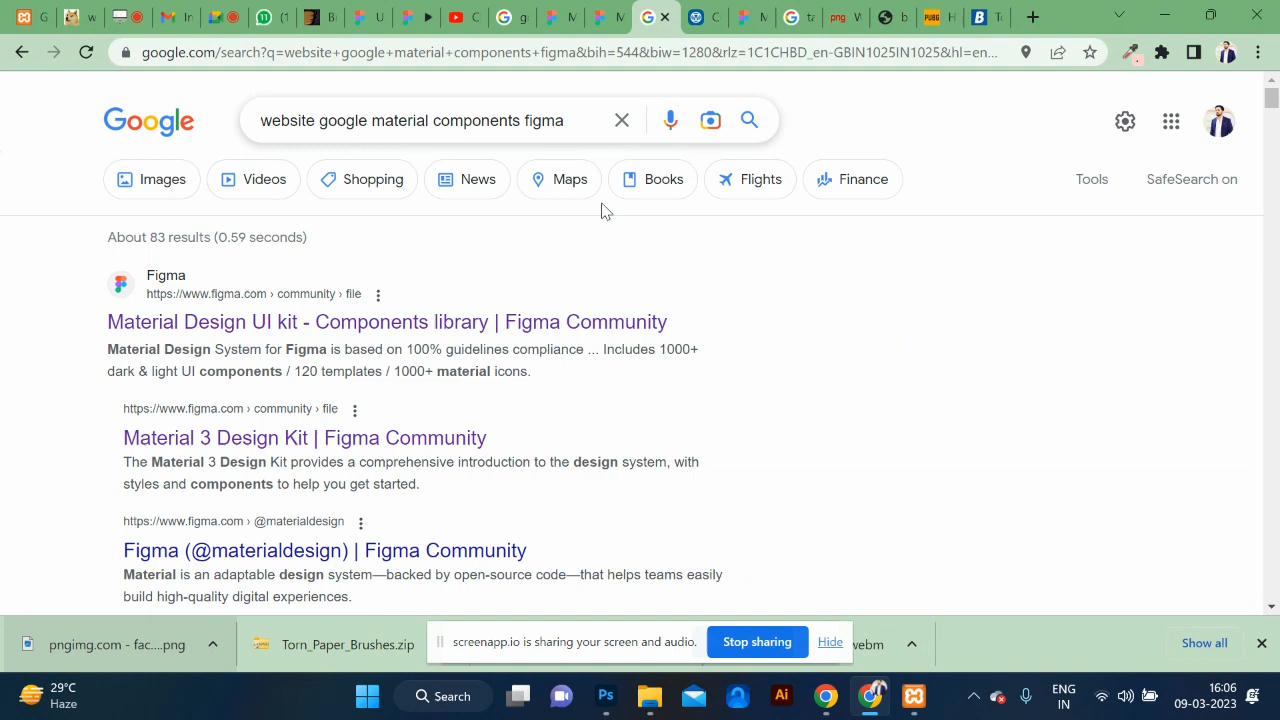 G
M
In
M
(11)
Bi
U
C
g
M
M
C
M
ta
W
b
H
To
google.com/search?q=website+google+material+components+figma&bih=544&biw=1280&rlz=1C1CHBD_en-GBIN1025IN1025&hl=en...
Google
website google material components figma
Images
Videos
Shopping
News
Maps
Books
Flights
Finance
Tools
SafeSearch on
About 83 results (0.59 seconds)
Figma
https://www.figma.com › community › file
Material Design UI kit - Components library | Figma Community
Material Design System for Figma is based on 100% guidelines compliance ... Includes 1000+
dark & light UI components / 120 templates / 1000+ material icons.
https://www.figma.com › community › file
Material 3 Design Kit | Figma Community
The Material 3 Design Kit provides a comprehensive introduction to the design system, with
styles and components to help you get started.
https://www.figma.com › @materialdesign
Figma (@materialdesign) | Figma Community
Material is an adaptable design system—backed by open-source code—that helps teams easily
build high-quality digital experiences.
pngimg.com - fac....png
Torn_Paper_Brushes.zip
screenapp.io is sharing your screen and audio.
Stop sharing
Hide
webm
Show all
29°C
Haze
Search
Ps
Ai
ENG
IN
16:06
09-03-2023